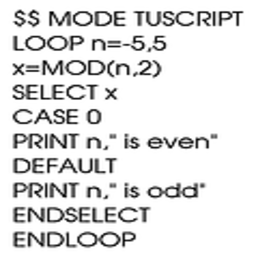 $$ MODE TUSCRIPT
LOOP n=-5,5
x=MOD(n,2)
SELECT x
CASE 0
PRINT n," is even"
DEFAULT
PRINT n," is odd"
ENDSELECT
ENDLOOP